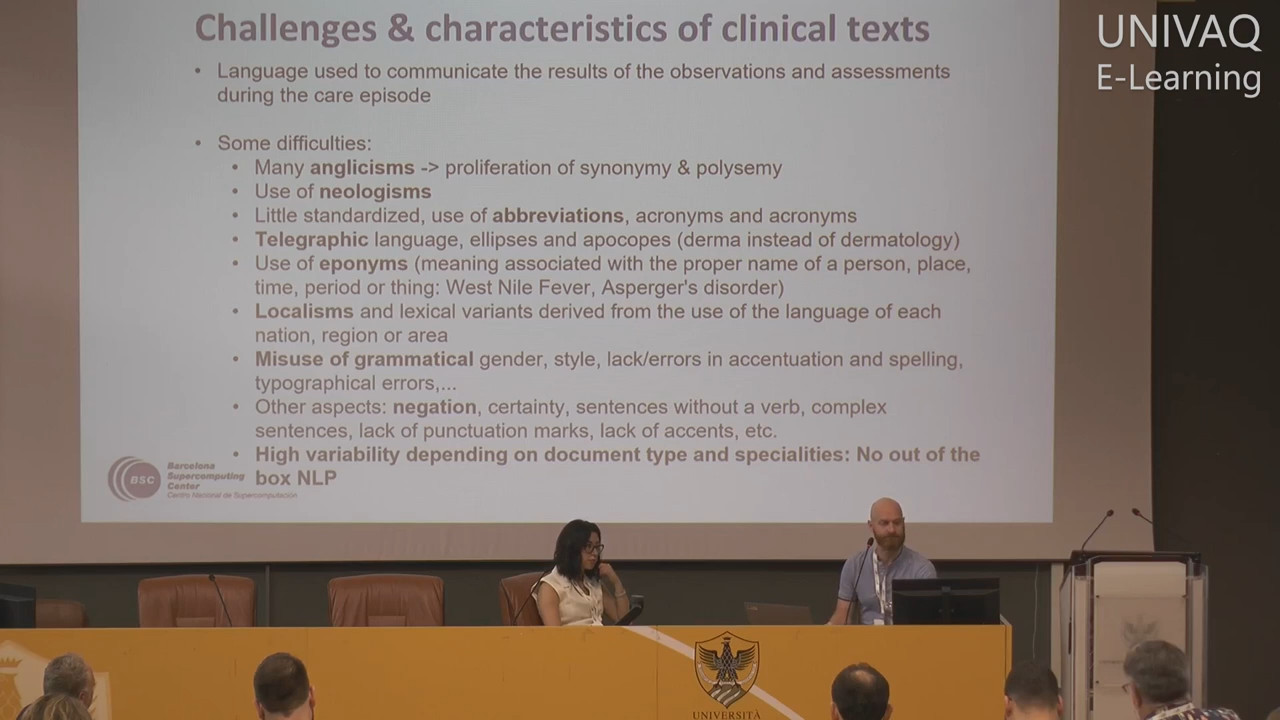 Challenges & characteristics of clinical texts
UNIVAQ
E-Learning
• Language used to communicate the results of the observations and assessments
during the care episode
• Some difficulties:
• Many anglicisms -> proliferation of synonymy & polysemy
• Use of neologisms
• Little standardized, use of abbreviations, acronyms and acronyms
• Telegraphic language, ellipses and apocopes (derma instead of dermatology)
• Use of eponyms (meaning associated with the proper name of a person, place,
time, period or thing: West Nile Fever, Asperger's disorder)
• Localisms and lexical variants derived from the use of the language of each
nation, region or area
• Misuse of grammatical gender, style, lack/errors in accentuation and spelling,
typographical errors,...
• Other aspects: negation, certainty, sentences without a verb, complex
sentences, lack of punctuation marks, lack of accents, etc.
• High variability depending on document type and specialities: No out of the
box NLP
BSC
Barcelona
Supercomputing
Center
Centro Nacional de Supercomputación
UNIVERSITÀ